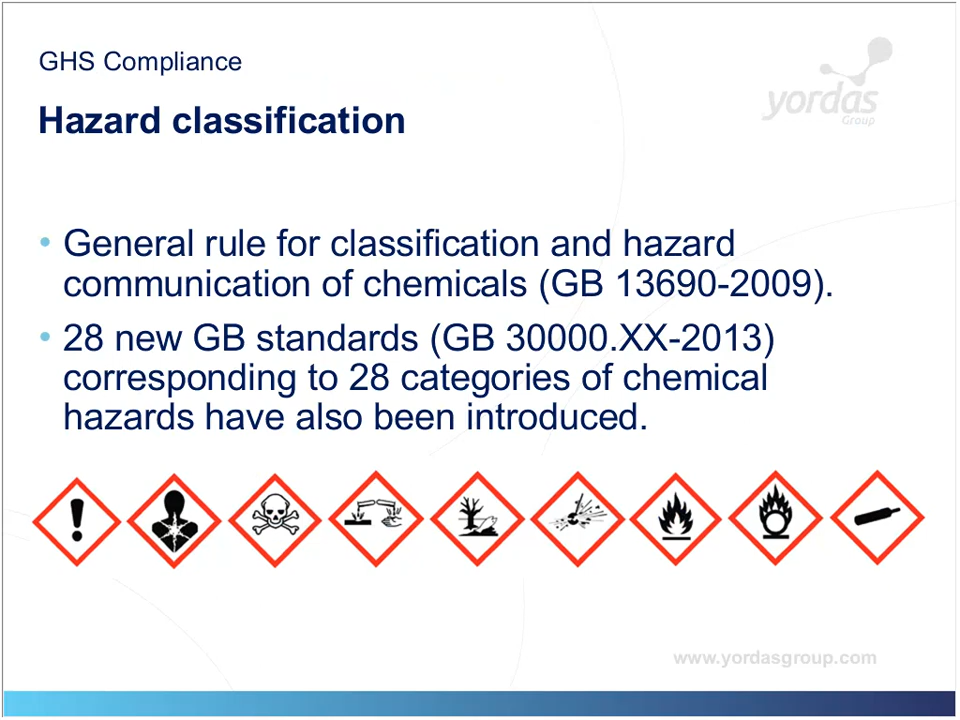 GHS Compliance
yordas
Group
Hazard classification
• General rule for classification and hazard
communication of chemicals (GB 13690-2009).
• 28 new GB standards (GB 30000.XX-2013)
corresponding to 28 categories of chemical
hazards have also been introduced.
www.yordasgroup.com